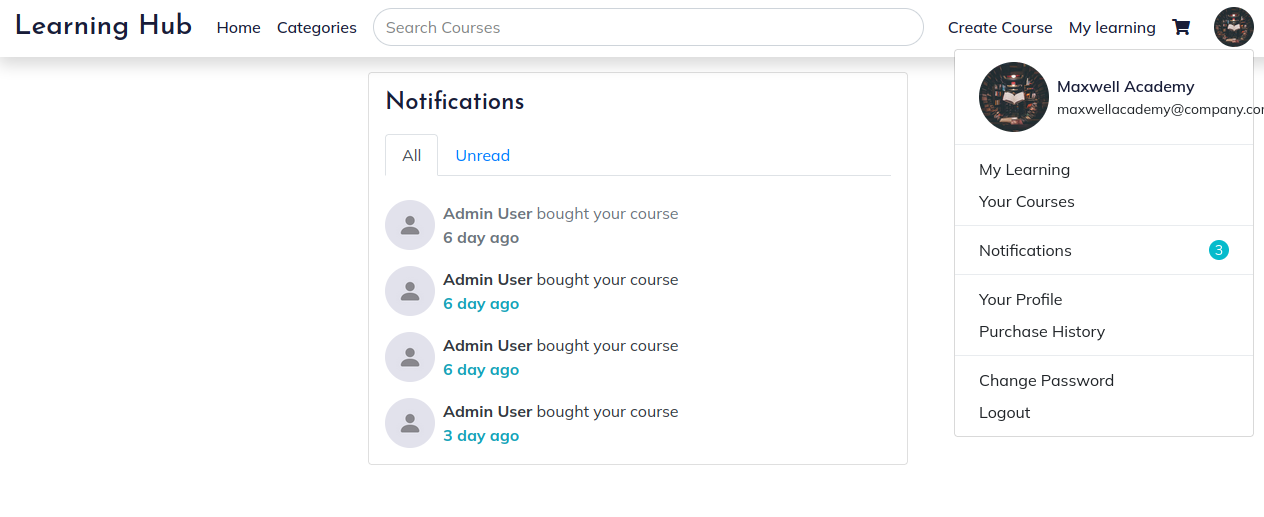 Learning Hub
Home
Categories
Search Courses
Create Course
My learning
Notifications
All
Unread
Admin User bought your course
6 day ago
Admin User bought your course
6 day ago
Admin User bought your course
6 day ago
Admin User bought your course
3 day ago
Maxwell Academy
maxwellacademy@company.co
My Learning
Your Courses
Notifications 3
Your Profile
Purchase History
Change Password
Logout